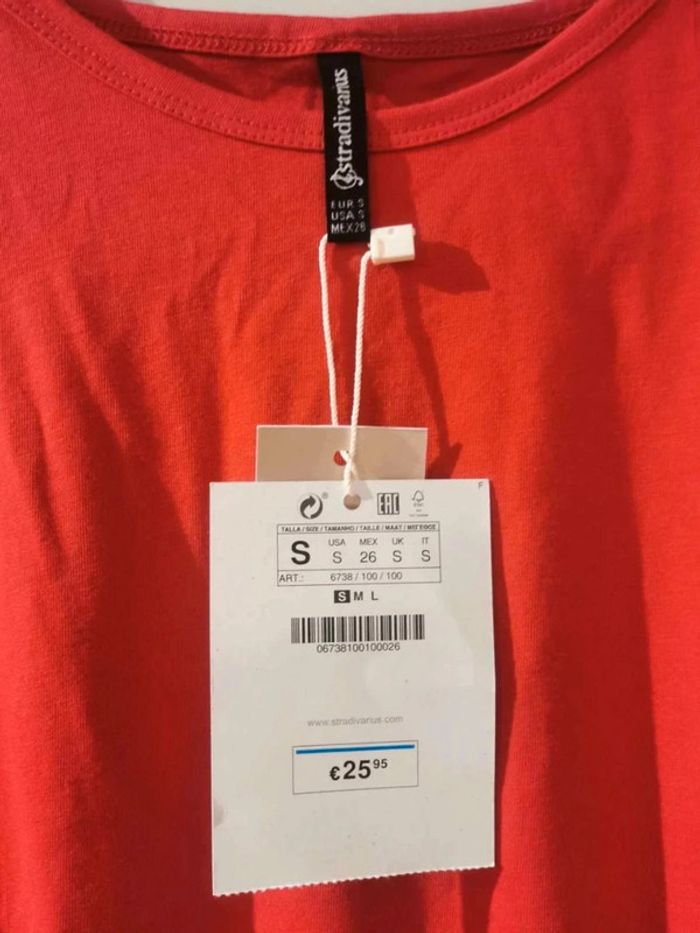 stradivarius
EUR S
USA S
MEX 26
EAC
FSC
F
TALLA / SIZE / TAMANHO / TAILLE / MAAT / ΜΕΓΕΘΟΣ
S
USA MEX UK IT
S 26 S S
ART.: 6738 / 100 / 100
S M L
06738100100026
www.stradivarius.com
€25 95